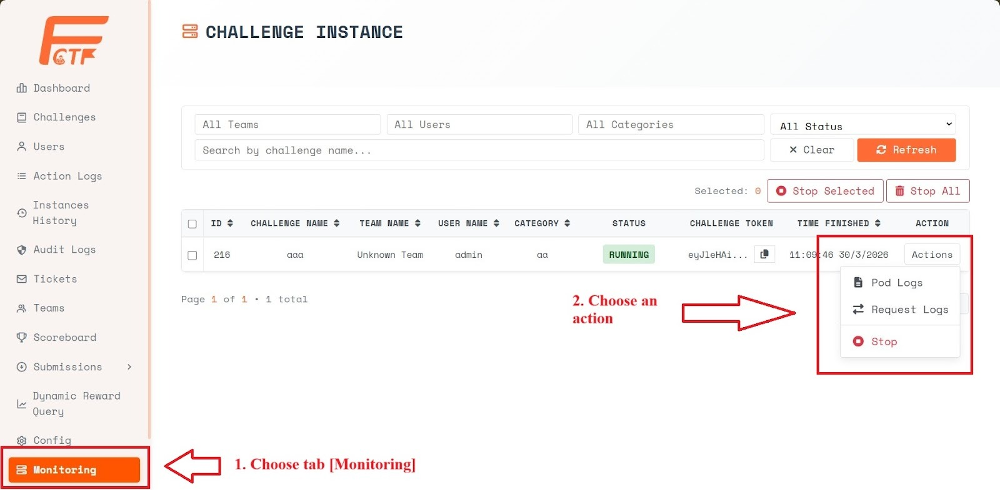 FCTF
CHALLENGE INSTANCE
Dashboard
Challenges
Users
Action Logs
Instances
History
Audit Logs
Tickets
Teams
Scoreboard
Submissions
Dynamic Reward
Query
Config
Monitoring
All Teams
All Users
All Categories
All Status
Search by challenge name...
Clear
Refresh
Selected: 0
Stop Selected
Stop All
ID CHALLENGE NAME TEAM NAME USER NAME CATEGORY STATUS CHALLENGE TOKEN TIME FINISHED ACTION
216 aaa Unknown Team admin aa RUNNING eyJleHAi... 11:09:46 30/3/2026 Actions
Pod Logs
Request Logs
Stop
Page 1 of 1 • 1 total
2. Choose an
action
1. Choose tab [Monitoring]